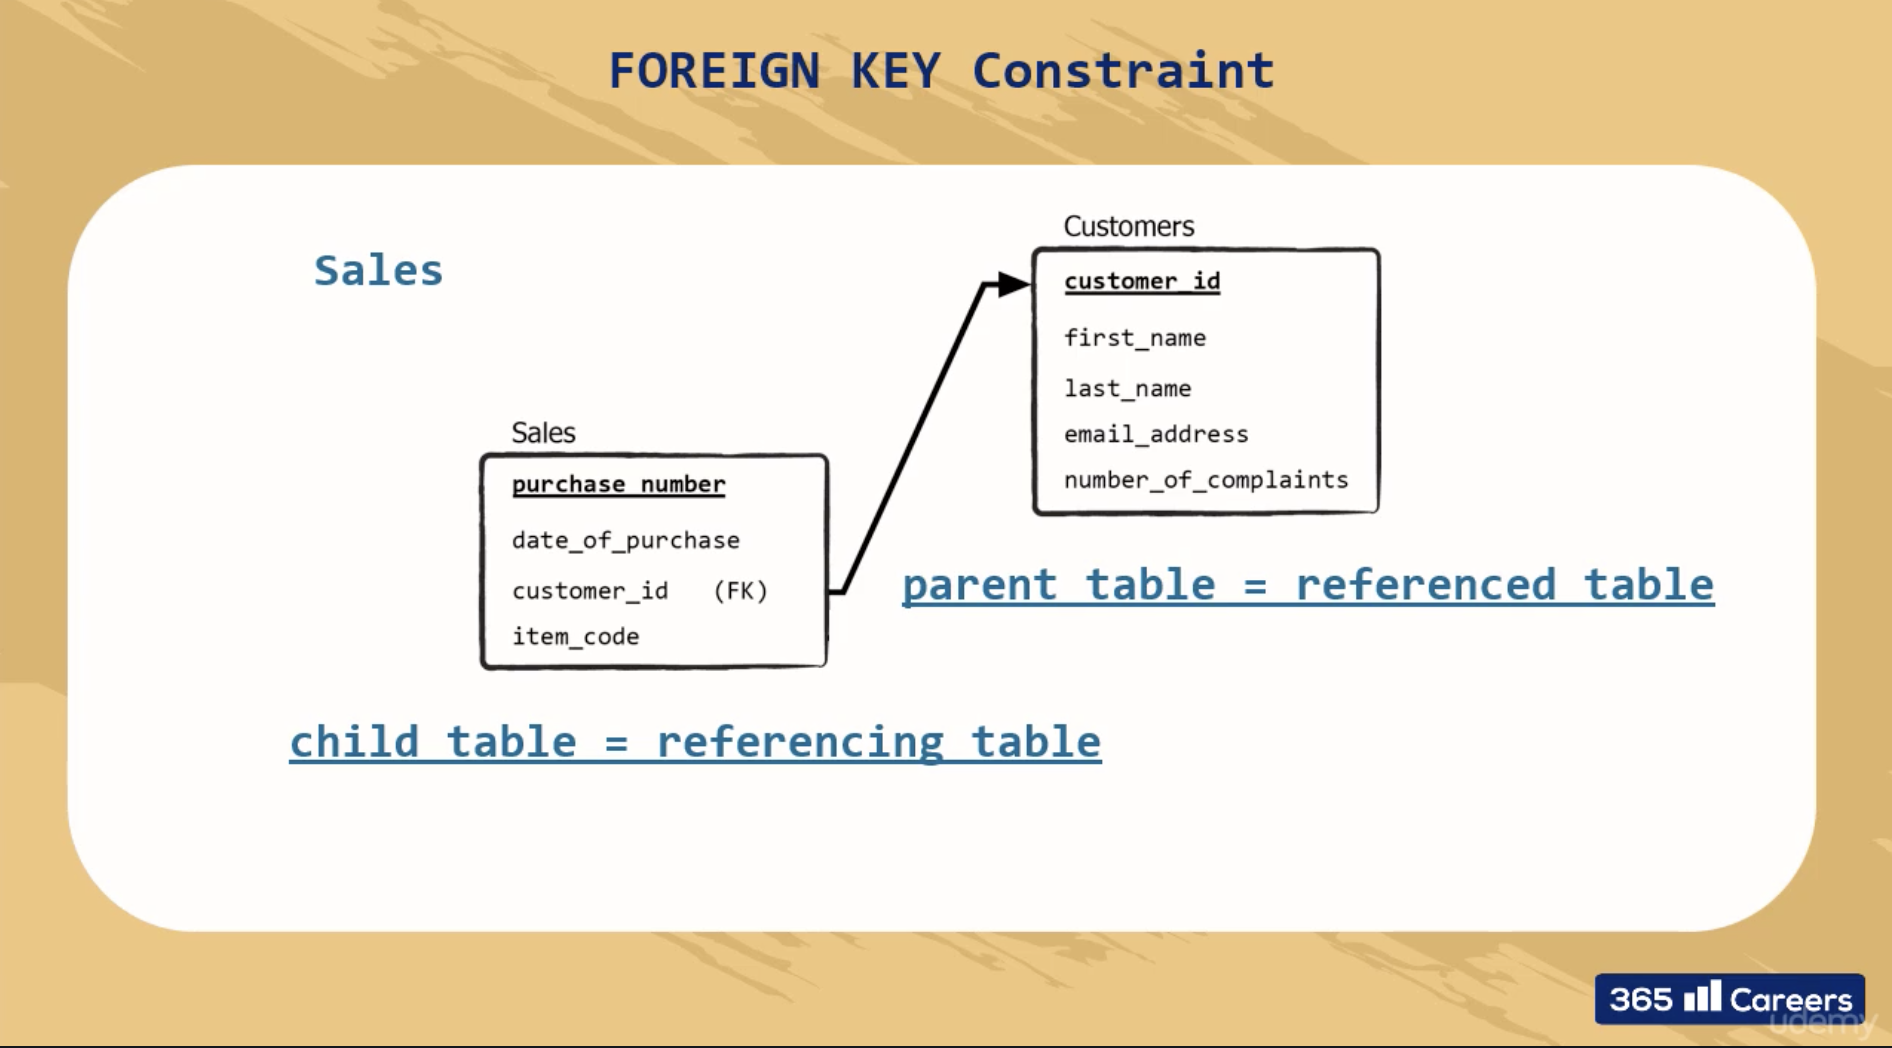 FOREIGN KEY Constraint
Sales
Customers
customer_id
first_name
last_name
email_address
number_of_complaints
Sales
purchase_number
date_of_purchase
customer_id (FK)
item_code
parent table = referenced table
child table = referencing table
365 Careers
udemy